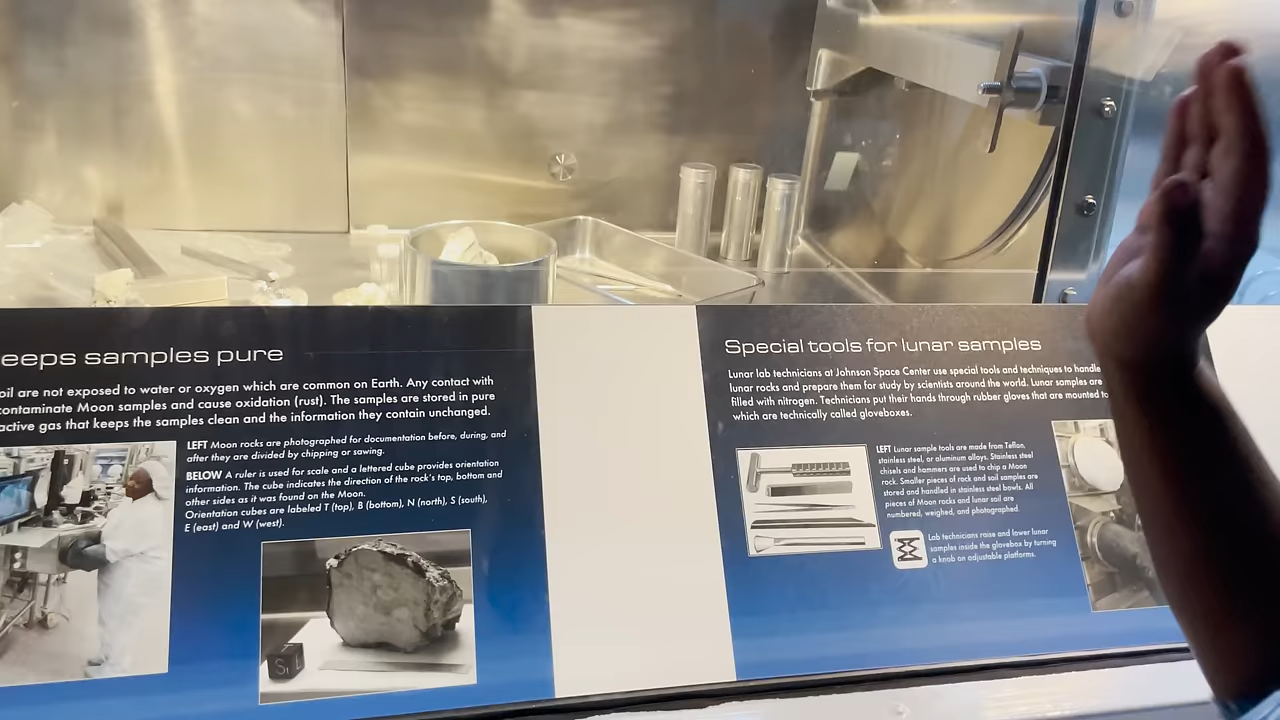 eeps samples pure
oil are not exposed to water or oxygen which are common on Earth. Any contact with
contaminate Moon samples and cause oxidation (rust). The samples are stored in pure
active gas that keeps the samples clean and the information they contain unchanged.
LEFT Moon rocks are photographed for documentation before, during, and
after they are divided by chipping or sawing.
BELOW A ruler is used for scale and a lettered cube provides orientation
information. The cube indicates the direction of the rock's top, bottom and
other sides as it was found on the Moon.
Orientation cubes are labeled T (top), B (bottom), N (north), S (south),
E (east) and W (west).
S
Special tools for lunar samples
Lunar lab technicians at Johnson Space Center use special tools and techniques to handle
lunar rocks and prepare them for study by scientists around the world. Lunar samples are
filled with nitrogen. Technicians put their hands through rubber gloves that are mounted to
which are technically called gloveboxes.
LEFT Lunar sample tools are made from Teflon,
stainless steel, or aluminum alloys. Stainless steel
chisels and hammers are used to chip a Moon
rock. Smaller pieces of rock and soil samples are
stored and handled in stainless steel bowls. All
pieces of Moon rocks and lunar soil are
numbered, weighed, and photographed.
Lab technicians raise and lower lunar
samples inside the glovebox by turning
a knob on adjustable platforms.